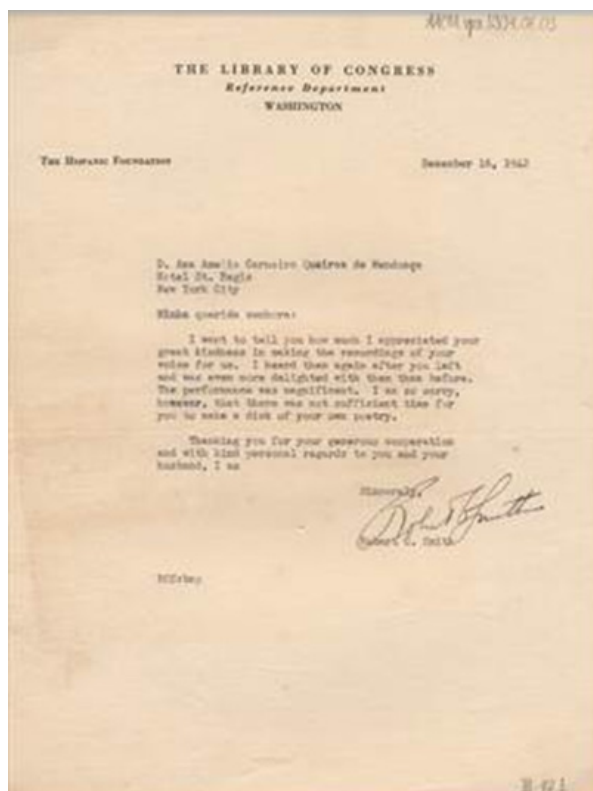 THE LIBRARY OF CONGRESS
Reference Department
WASHINGTON
THE HISPANIC FOUNDATION
December 16, 1942
D. Ana Amelia Carneiro Queiroz de Mendonça
Hotel St. Regis
New York City
Minha querida senhora:
I want to tell you how much I appreciated your
great kindness in making the recordings of your
voice for us. I heard them again after you left
and was even more delighted with them than before.
The performance was magnificent. I am so sorry,
however, that there was not sufficient time for
you to make a disk of your own poetry.
Thanking you for your generous cooperation
and with kind personal regards to you and your
husband, I am
Sincerely,
Robert C. Smith
Robert C. Smith